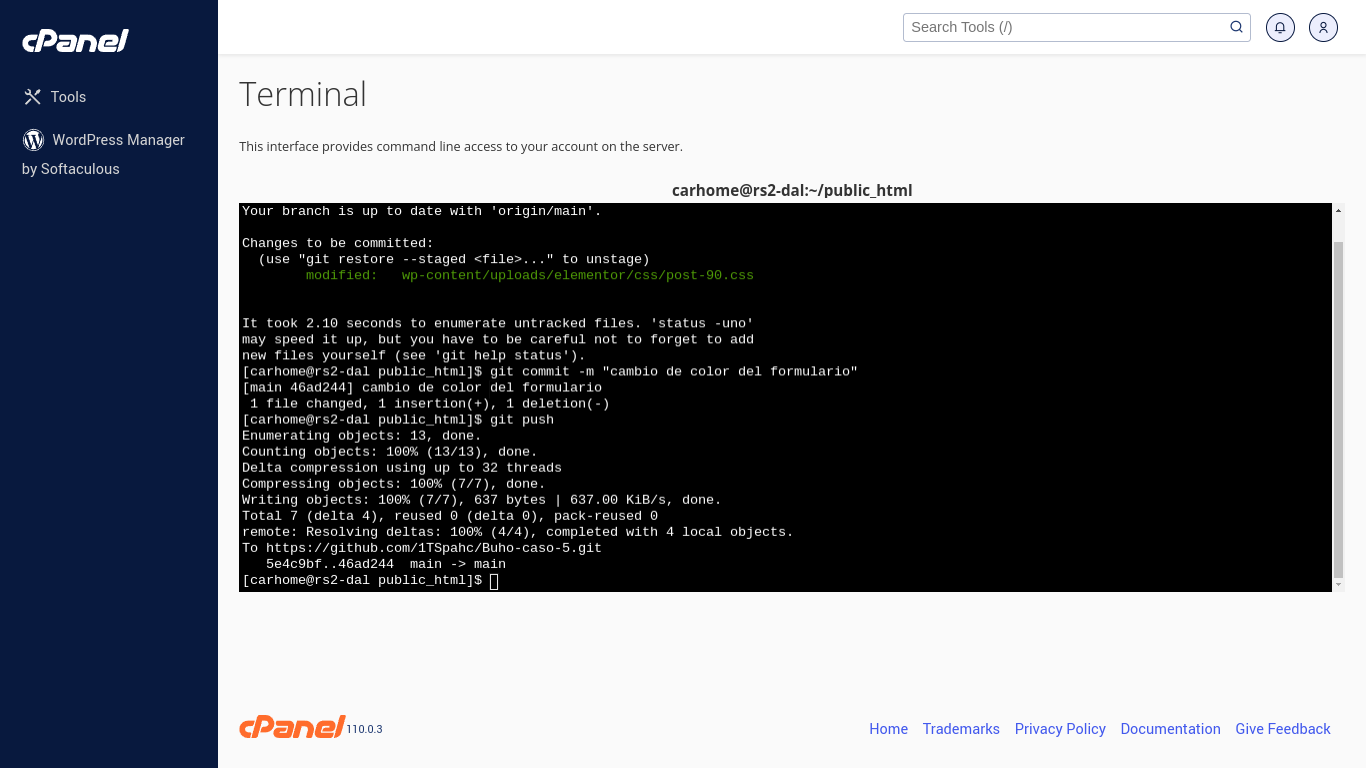 cPanel
Search Tools (/)
Tools
WordPress Manager
by Softaculous
Terminal
This interface provides command line access to your account on the server.
carhome@rs2-dal:~/public_html
Your branch is up to date with 'origin/main'.
Changes to be committed:
  (use "git restore --staged <file>..." to unstage)
        modified:   wp-content/uploads/elementor/css/post-90.css
It took 2.10 seconds to enumerate untracked files. 'status -uno'
may speed it up, but you have to be careful not to forget to add
new files yourself (see 'git help status').
[carhome@rs2-dal public_html]$ git commit -m "cambio de color del formulario"
[main 46ad244] cambio de color del formulario
 1 file changed, 1 insertion(+), 1 deletion(-)
[carhome@rs2-dal public_html]$ git push
Enumerating objects: 13, done.
Counting objects: 100% (13/13), done.
Delta compression using up to 32 threads
Compressing objects: 100% (7/7), done.
Writing objects: 100% (7/7), 637 bytes | 637.00 KiB/s, done.
Total 7 (delta 4), reused 0 (delta 0), pack-reused 0
remote: Resolving deltas: 100% (4/4), completed with 4 local objects.
To https://github.com/1TSpahc/Buho-caso-5.git
   5e4c9bf..46ad244  main -> main
[carhome@rs2-dal public_html]$
cPanel 110.0.3
Home Trademarks Privacy Policy Documentation Give Feedback